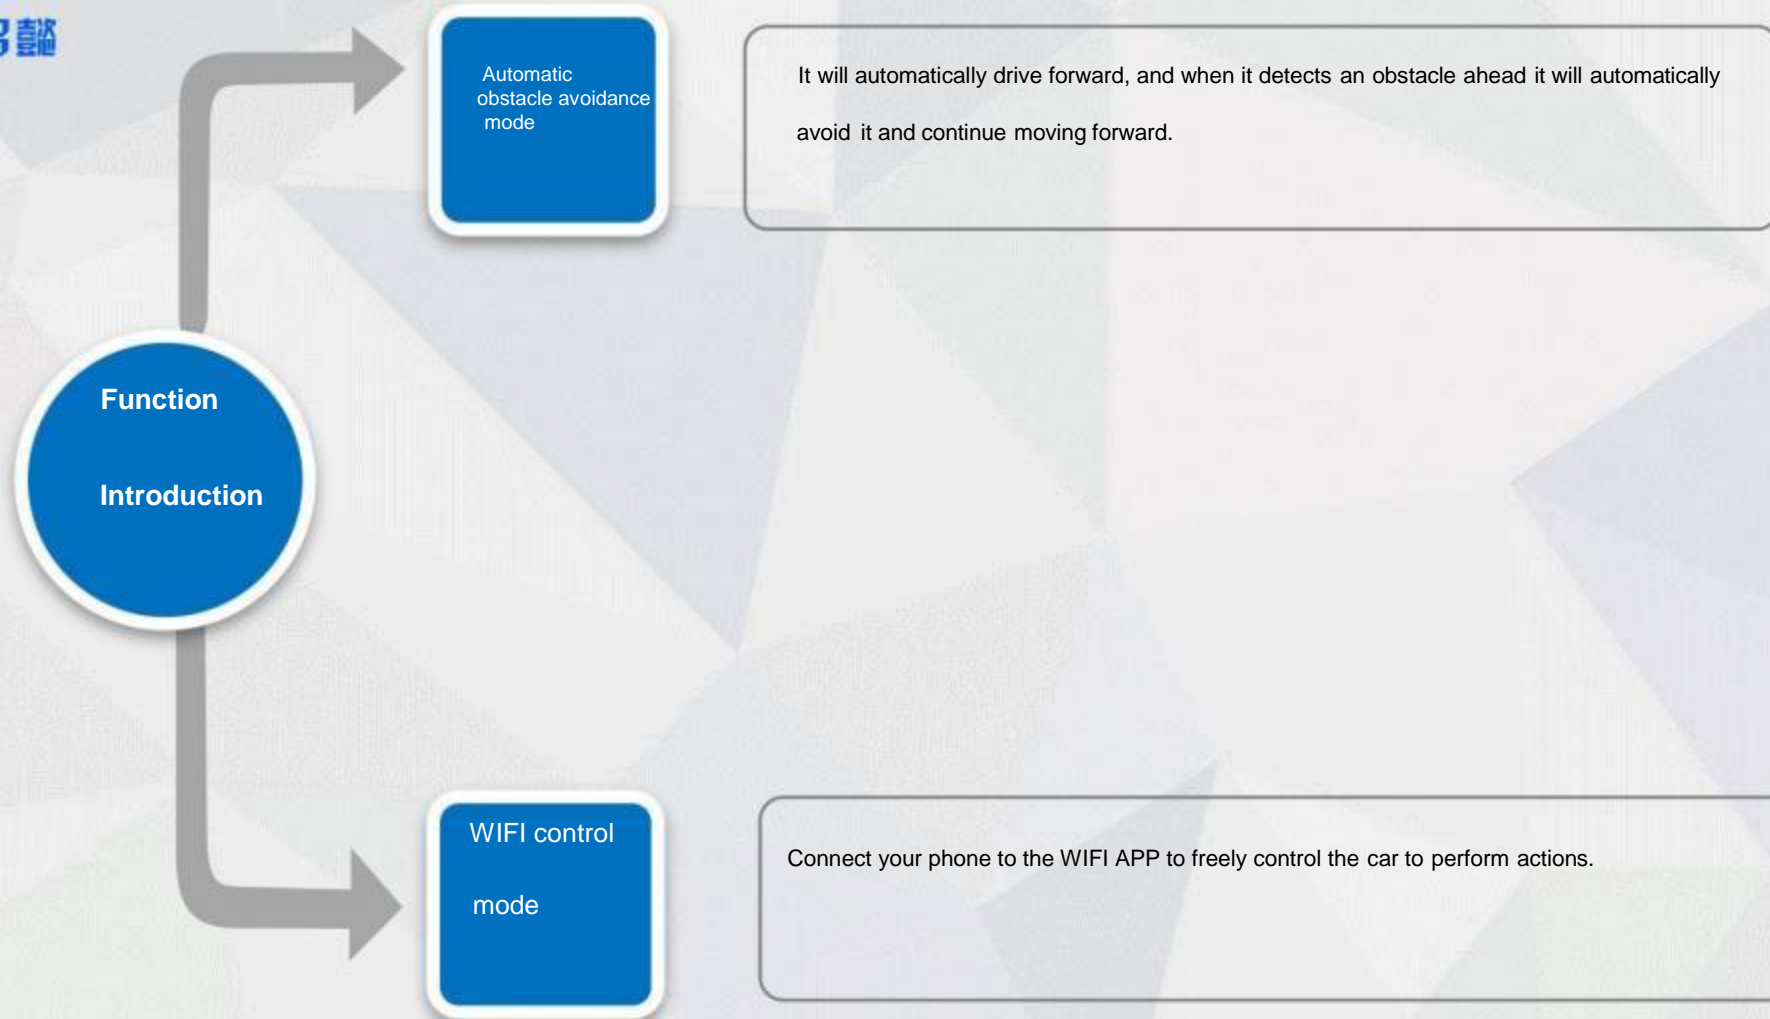 懿
Automatic
obstacle avoidance
mode
It will automatically drive forward, and when it detects an obstacle ahead it will automatically
avoid it and continue moving forward.
Function
Introduction
WIFI control
mode
Connect your phone to the WIFI APP to freely control the car to perform actions.